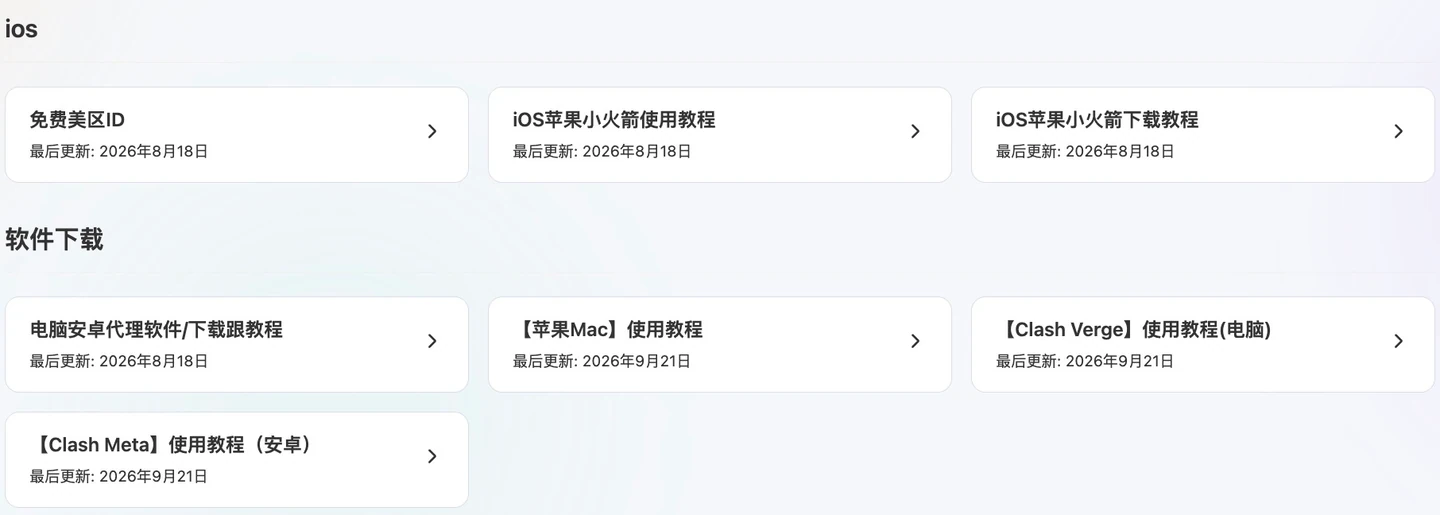 ios
免费美区ID
最后更新: 2026年8月18日
iOS苹果小火箭使用教程
最后更新: 2026年8月18日
iOS苹果小火箭下载教程
最后更新: 2026年8月18日
软件下载
电脑安卓代理软件/下载跟教程
最后更新: 2026年8月18日
【苹果Mac】使用教程
最后更新: 2026年9月21日
【Clash Verge】使用教程(电脑)
最后更新: 2026年9月21日
【Clash Meta】使用教程（安卓）
最后更新: 2026年9月21日